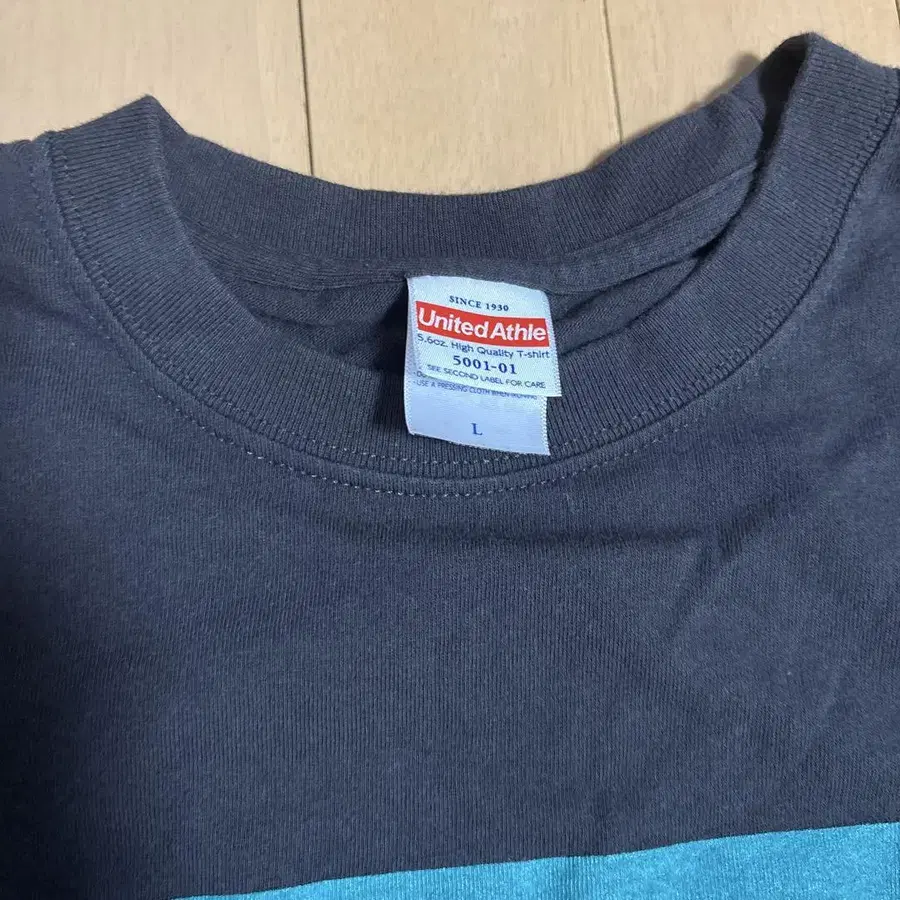 SINCE 1930
United Athle
5.6oz. High Quality T-shirt
5001-01
SEE SECOND LABEL FOR CARE
USE A PRESSING CLOTH WHEN IRONING
L